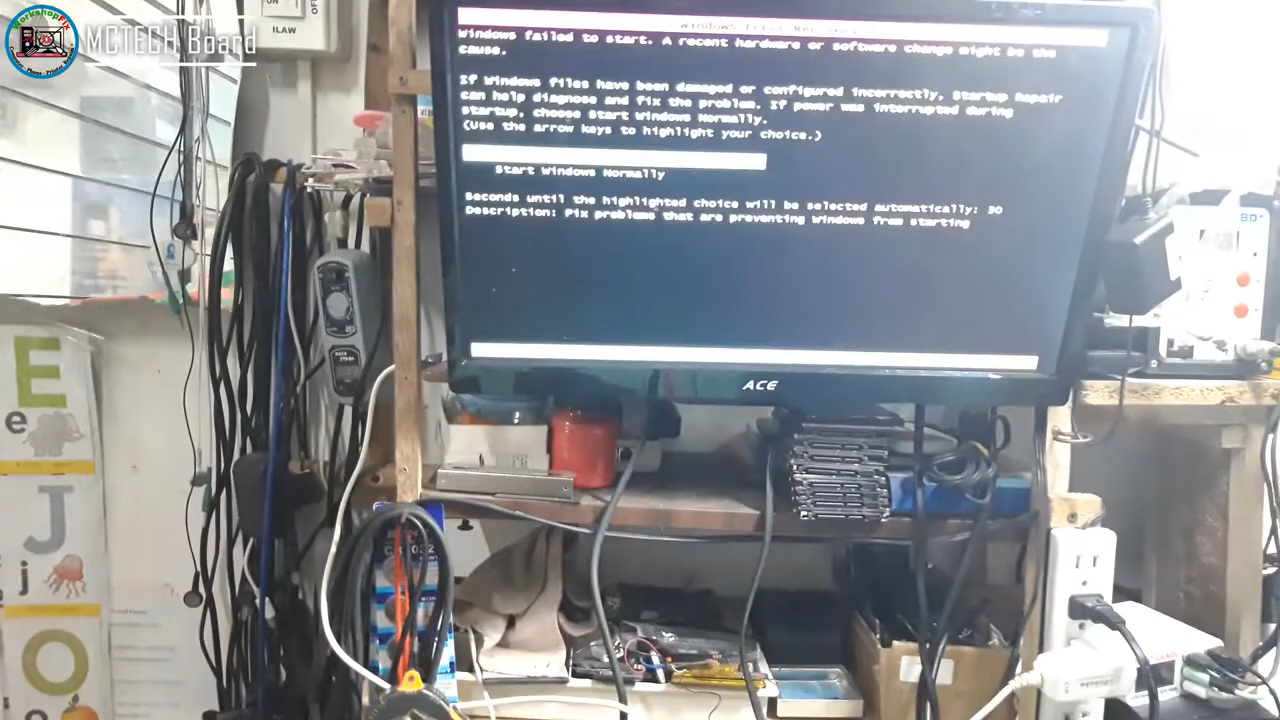 WorkshopFix
MCTECH Board
ON
OFF
ILAW
Windows Error Recovery
Windows failed to start. A recent hardware or software change might be the
cause.
If Windows files have been damaged or configured incorrectly, Startup Repair
can help diagnose and fix the problem. If power was interrupted during
startup, choose Start Windows Normally.
(Use the arrow keys to highlight your choice.)
Start Windows Normally
Seconds until the highlighted choice will be selected automatically: 30
Description: Fix problems that are preventing Windows from starting
ACE
E
e
J
j
O
o